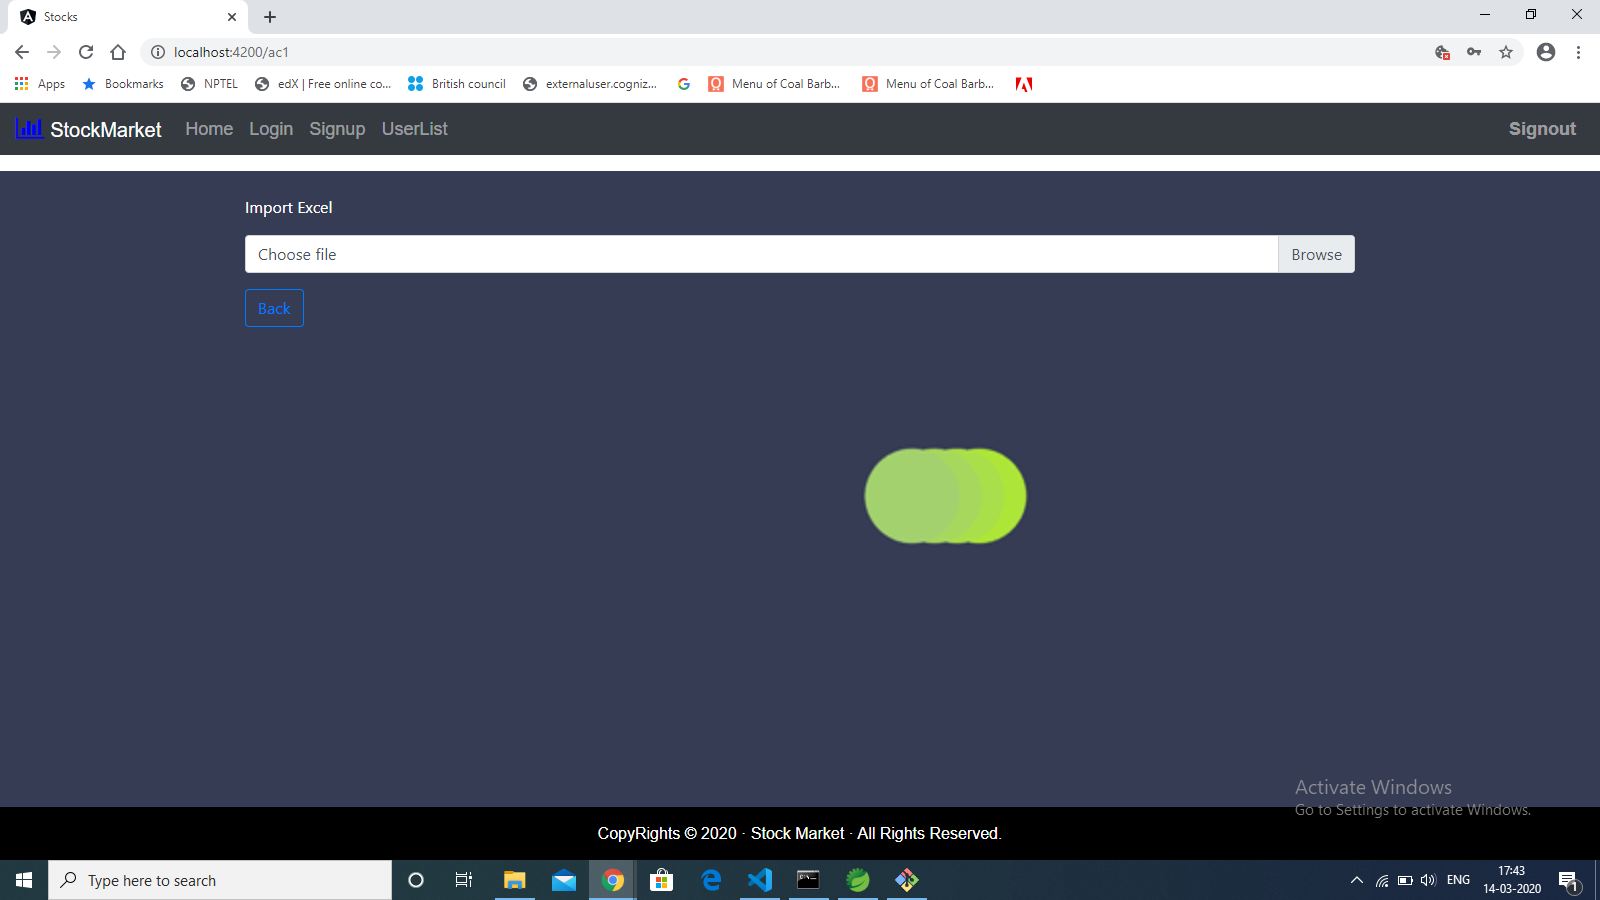 Stocks
localhost:4200/ac1
Apps Bookmarks NPTEL edX | Free online co... British council externaluser.cogniz... Menu of Coal Barb... Menu of Coal Barb...
StockMarket Home Login Signup UserList Signout
Import Excel
Choose file Browse
Back
Activate Windows
Go to Settings to activate Windows.
CopyRights © 2020 · Stock Market · All Rights Reserved.
Type here to search ENG 17:43
14-03-2020 1